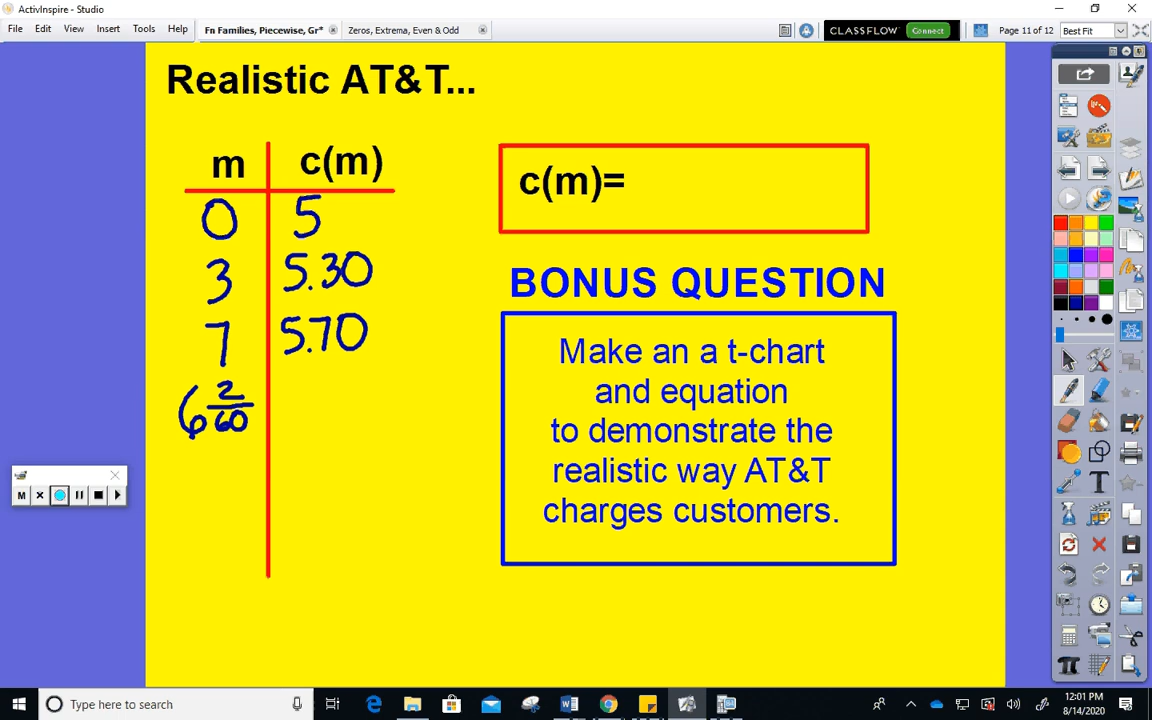 ActivInspire - Studio
File Edit View Insert Tools Help
Fn Families, Piecewise, Gr* Zeros, Extrema, Even & Odd
CLASSFLOW Connect
Page 11 of 12 Best Fit
Realistic AT&T...
m c(m)
0 5
3 5.30
7 5.70
6 2/60
c(m)=
BONUS QUESTION
Make an a t-chart
and equation
to demonstrate the
realistic way AT&T
charges customers.
M
T
Type here to search
12:01 PM
8/14/2020